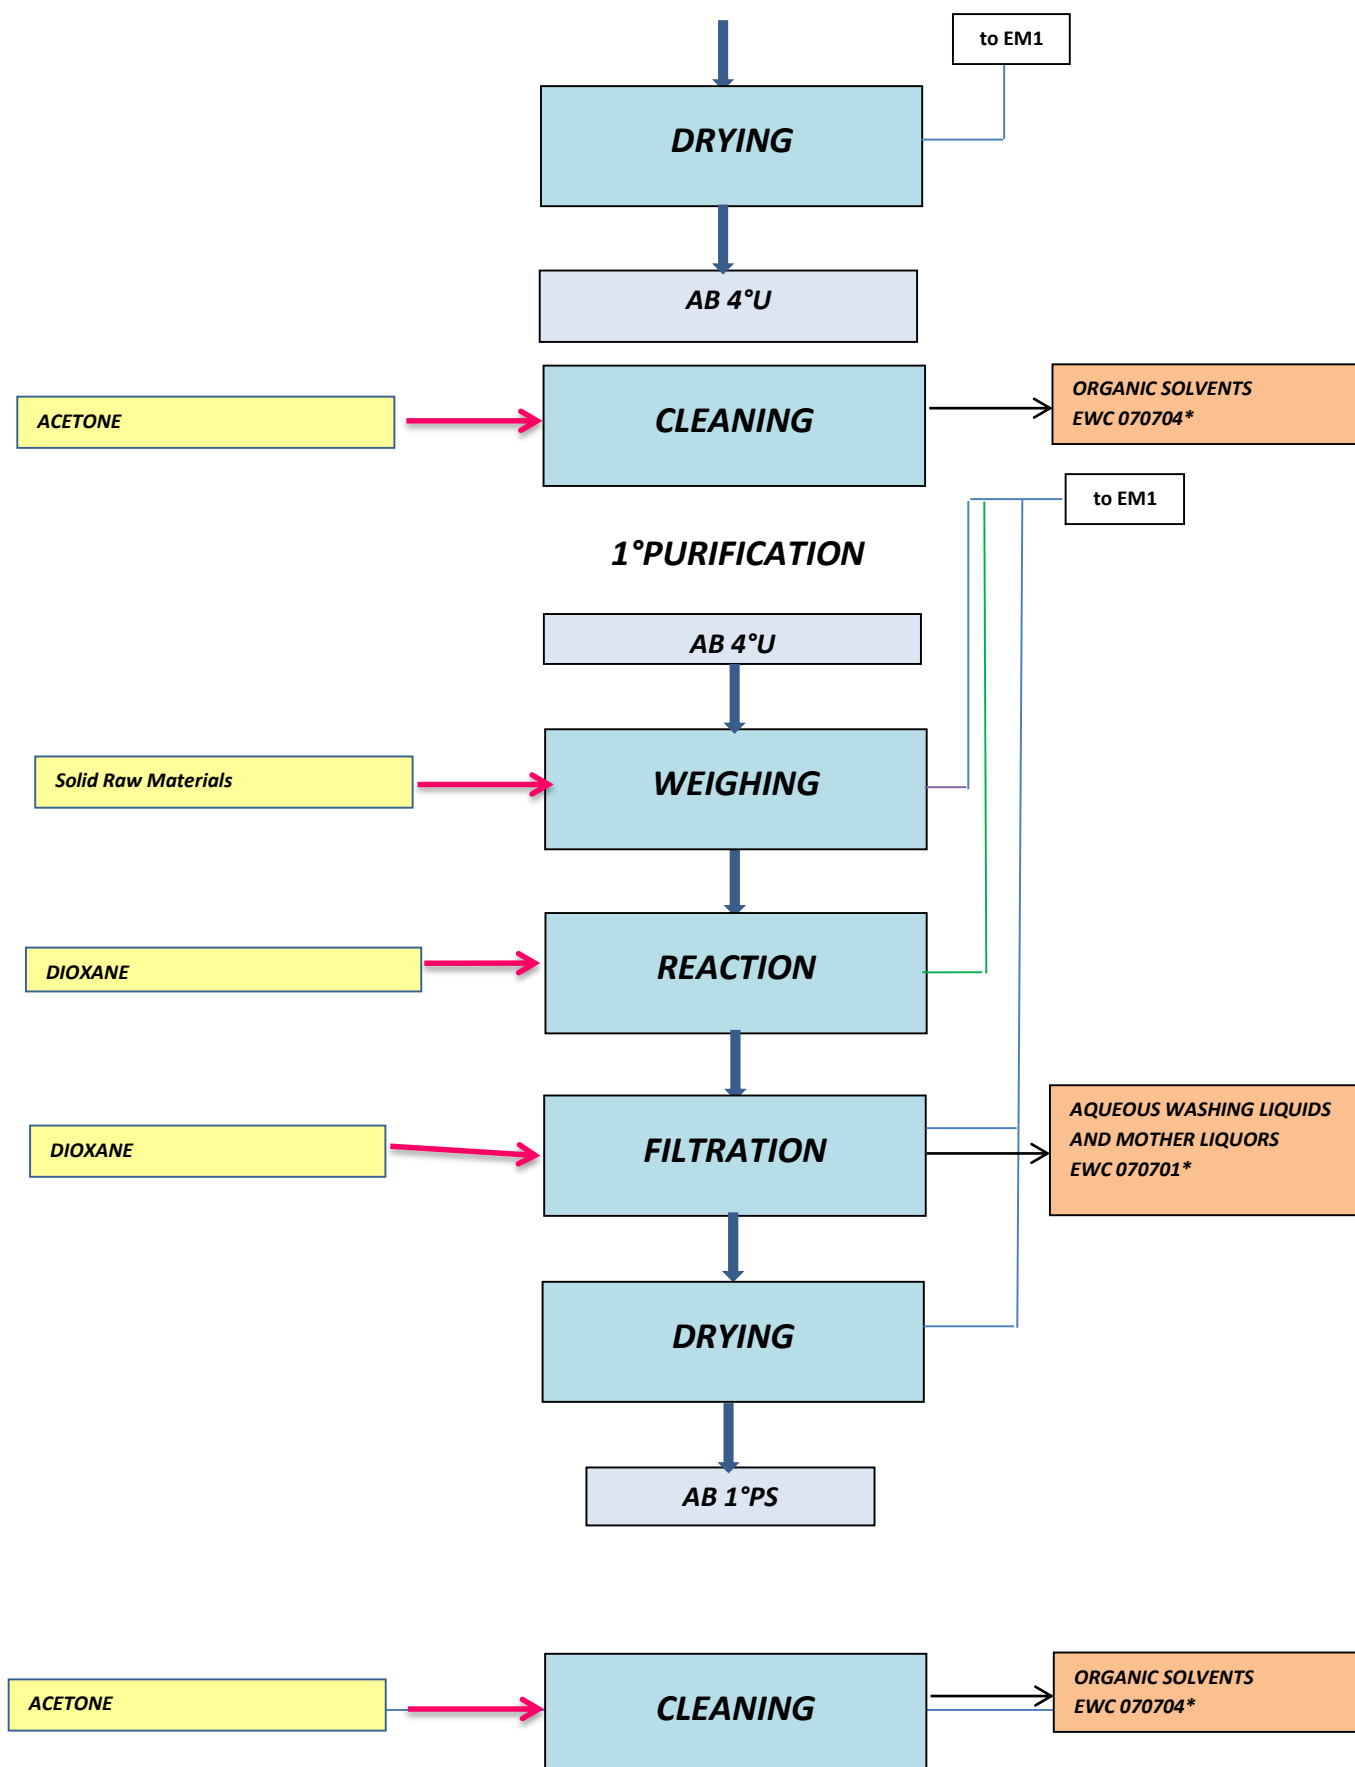 to EM1
DRYING
AB 4°U
ACETONE
CLEANING
ORGANIC SOLVENTS
EWC 070704*
to EM1
1°PURIFICATION
AB 4°U
Solid Raw Materials
WEIGHING
DIOXANE
REACTION
DIOXANE
FILTRATION
AQUEOUS WASHING LIQUIDS
AND MOTHER LIQUORS
EWC 070701*
DRYING
AB 1°PS
ACETONE
CLEANING
ORGANIC SOLVENTS
EWC 070704*